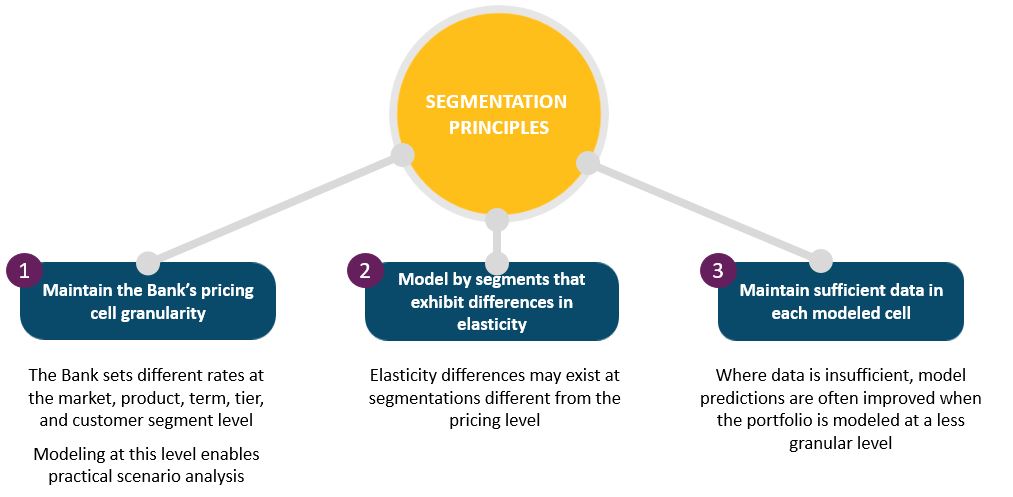 SEGMENTATION
PRINCIPLES
1
Maintain the Bank’s pricing
cell granularity
The Bank sets different rates at
the market, product, term, tier,
and customer segment level
Modeling at this level enables
practical scenario analysis
2
Model by segments that
exhibit differences in
elasticity
Elasticity differences may exist at
segmentations different from the
pricing level
3
Maintain sufficient data in
each modeled cell
Where data is insufficient, model
predictions are often improved when
the portfolio is modeled at a less
granular level